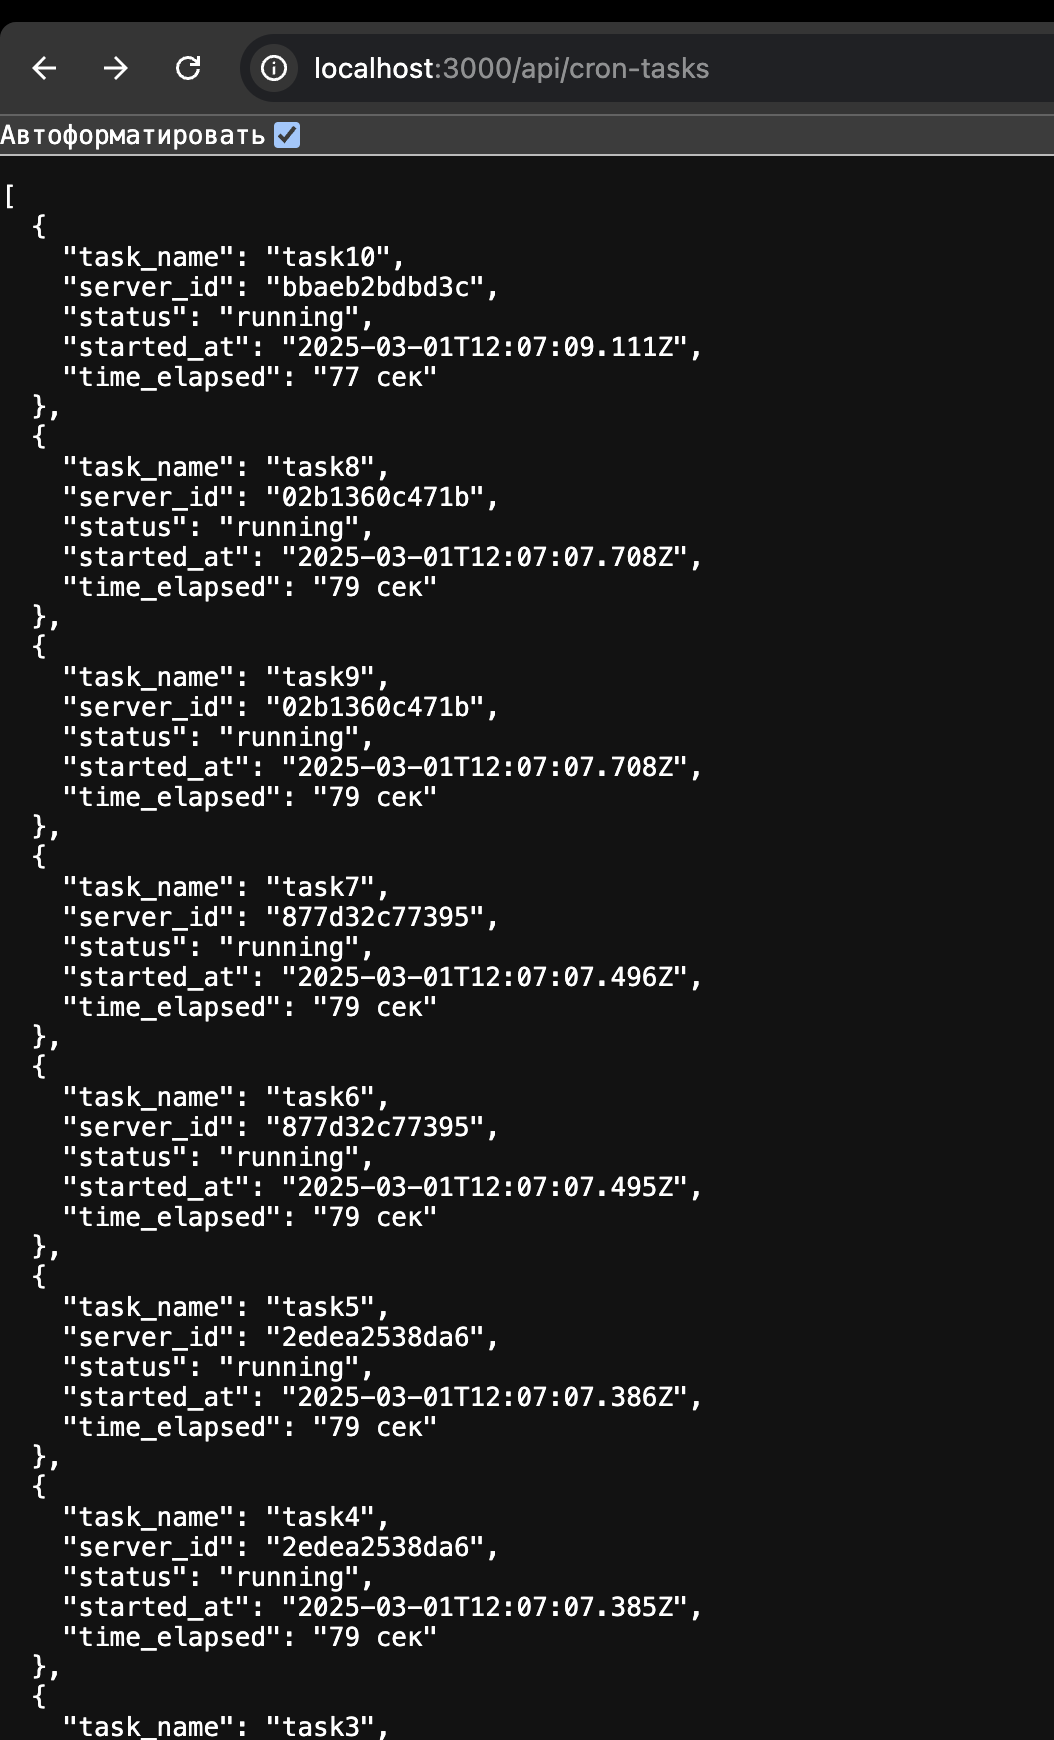 localhost:3000/api/cron-tasks
Автоформатировать
[
  {
    "task_name": "task10",
    "server_id": "bbaeb2bdbd3c",
    "status": "running",
    "started_at": "2025-03-01T12:07:09.111Z",
    "time_elapsed": "77 сек"
  },
  {
    "task_name": "task8",
    "server_id": "02b1360c471b",
    "status": "running",
    "started_at": "2025-03-01T12:07:07.708Z",
    "time_elapsed": "79 сек"
  },
  {
    "task_name": "task9",
    "server_id": "02b1360c471b",
    "status": "running",
    "started_at": "2025-03-01T12:07:07.708Z",
    "time_elapsed": "79 сек"
  },
  {
    "task_name": "task7",
    "server_id": "877d32c77395",
    "status": "running",
    "started_at": "2025-03-01T12:07:07.496Z",
    "time_elapsed": "79 сек"
  },
  {
    "task_name": "task6",
    "server_id": "877d32c77395",
    "status": "running",
    "started_at": "2025-03-01T12:07:07.495Z",
    "time_elapsed": "79 сек"
  },
  {
    "task_name": "task5",
    "server_id": "2edea2538da6",
    "status": "running",
    "started_at": "2025-03-01T12:07:07.386Z",
    "time_elapsed": "79 сек"
  },
  {
    "task_name": "task4",
    "server_id": "2edea2538da6",
    "status": "running",
    "started_at": "2025-03-01T12:07:07.385Z",
    "time_elapsed": "79 сек"
  },
  {
    "task_name": "task3",